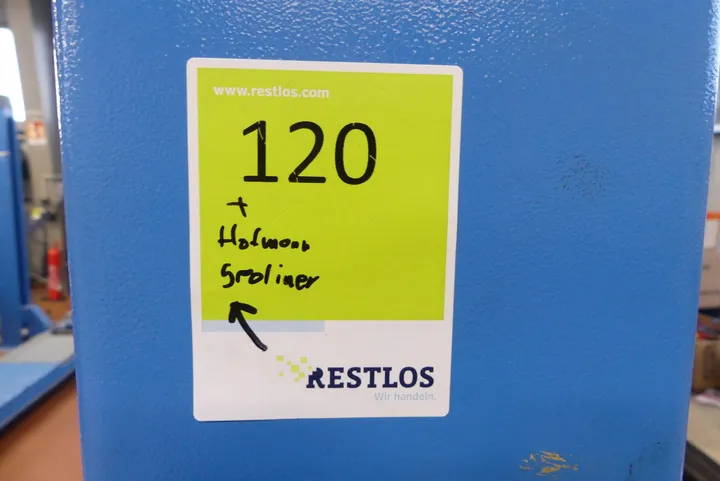 www.restlos.com
120
+
Hofmann
geoliner
RESTLOS
Wir handeln.